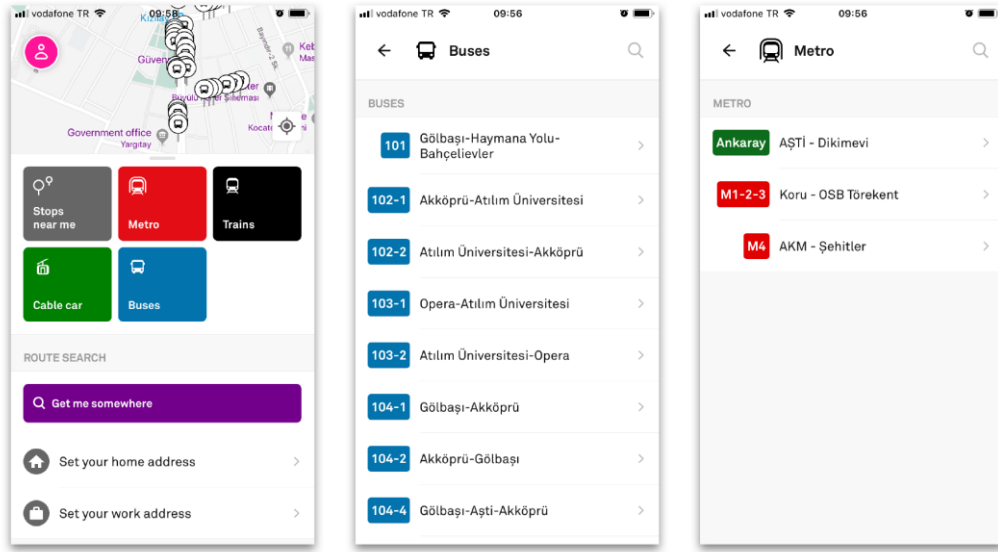 vodafone TR
09:56
Kızılay
Güven
Government office
Yargıtay
Stops
near me
Metro
Trains
Cable car
Buses
ROUTE SEARCH
Get me somewhere
Set your home address
Set your work address
vodafone TR
09:56
Buses
BUSES
101 Gölbaşı-Haymana Yolu-
Bahçelievler
102-1 Akköprü-Atılım Üniversitesi
102-2 Atılım Üniversitesi-Akköprü
103-1 Opera-Atılım Üniversitesi
103-2 Atılım Üniversitesi-Opera
104-1 Gölbaşı-Akköprü
104-2 Akköprü-Gölbaşı
104-4 Gölbaşı-Aşti-Akköprü
vodafone TR
09:56
Metro
METRO
Ankaray AŞTİ - Dikimevi
M1-2-3 Koru - OSB Törekent
M4 AKM - Şehitler